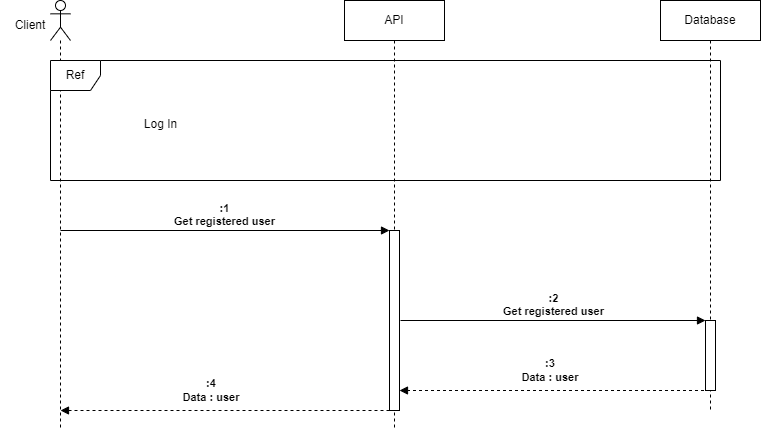 Client
API
Database
Ref
Log In
:1
Get registered user
:2
Get registered user
:3
Data : user
:4
Data : user